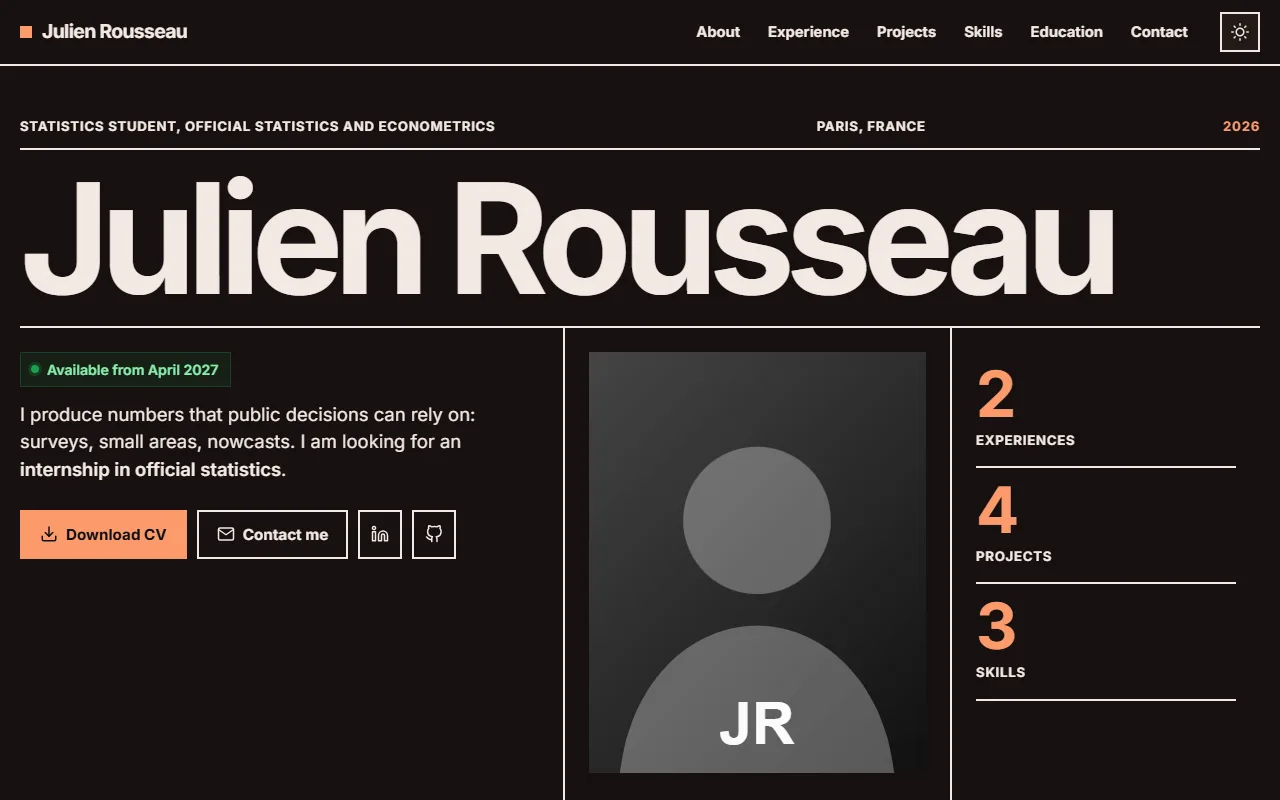 Julien Rousseau
About
Experience
Projects
Skills
Education
Contact
STATISTICS STUDENT, OFFICIAL STATISTICS AND ECONOMETRICS
PARIS, FRANCE
2026
Julien Rousseau
Available from April 2027
I produce numbers that public decisions can rely on:
surveys, small areas, nowcasts. I am looking for an
internship in official statistics.
Download CV
Contact me
JR
2
EXPERIENCES
4
PROJECTS
3
SKILLS